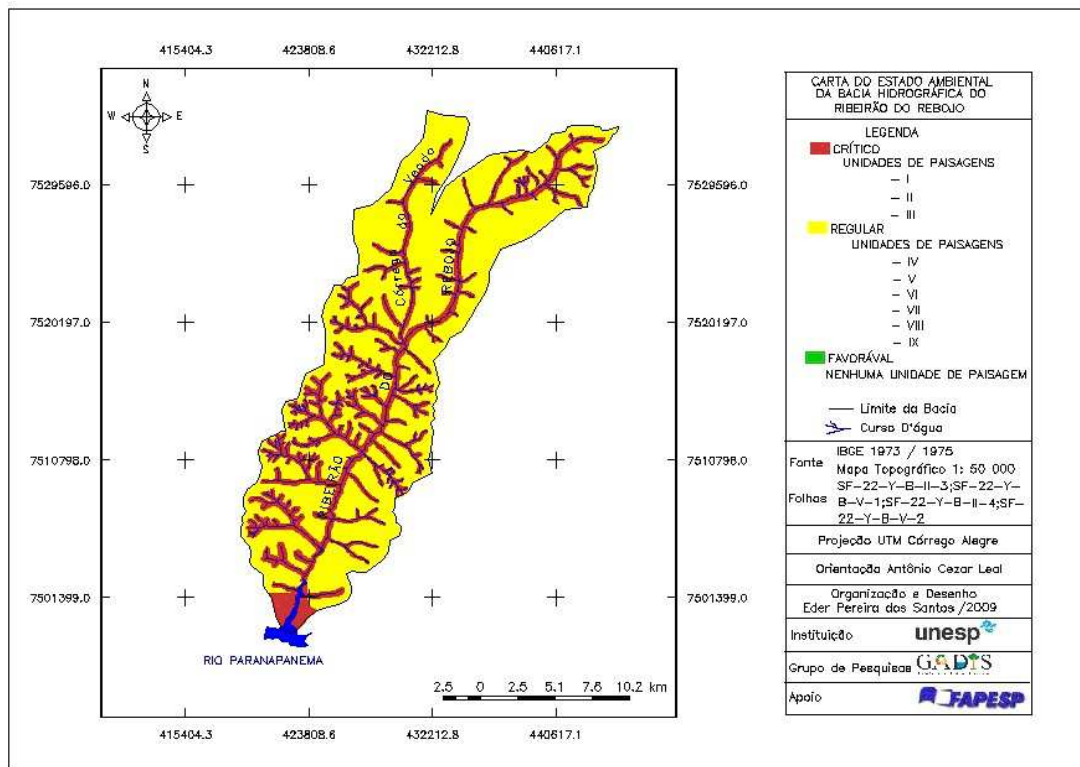 415404.3 423808.6 432212.8 440617.1
N
W E
S
7529596.0 7529596.0
7520197.0 7520197.0
7510798.0 7510798.0
7501399.0 7501399.0
Córrego do Veado
RIBEIRÃO DO REBOJO
RIO PARANAPANEMA
2.5 0 2.5 5.1 7.6 10.2 km
415404.3 423808.6 432212.8 440617.1
CARTA DO ESTADO AMBIENTAL
DA BACIA HIDROGRÁFICA DO
RIBEIRÃO DO REBOJO
LEGENDA
CRÍTICO
UNIDADES DE PAISAGENS
– I
– II
– III
REGULAR
UNIDADES DE PAISAGENS
– IV
– V
– VI
– VII
– VIII
– IX
FAVORÁVAL
NENHUMA UNIDADE DE PAISAGEM
Limite da Bacia
Curso D'água
Fonte IBGE 1973 / 1975
Mapa Topográfico 1: 50 000
Folhas SF-22-Y-B-II-3;SF-22-Y-
B-V-1;SF-22-Y-B-II-4;SF-
22-Y-B-V-2
Projeção UTM Córrego Alegre
Orientação Antônio Cezar Leal
Organização e Desenho
Eder Pereira dos Santos /2009
Instituição unesp
Grupo de Pesquisas GADIS
Apoio FAPESP